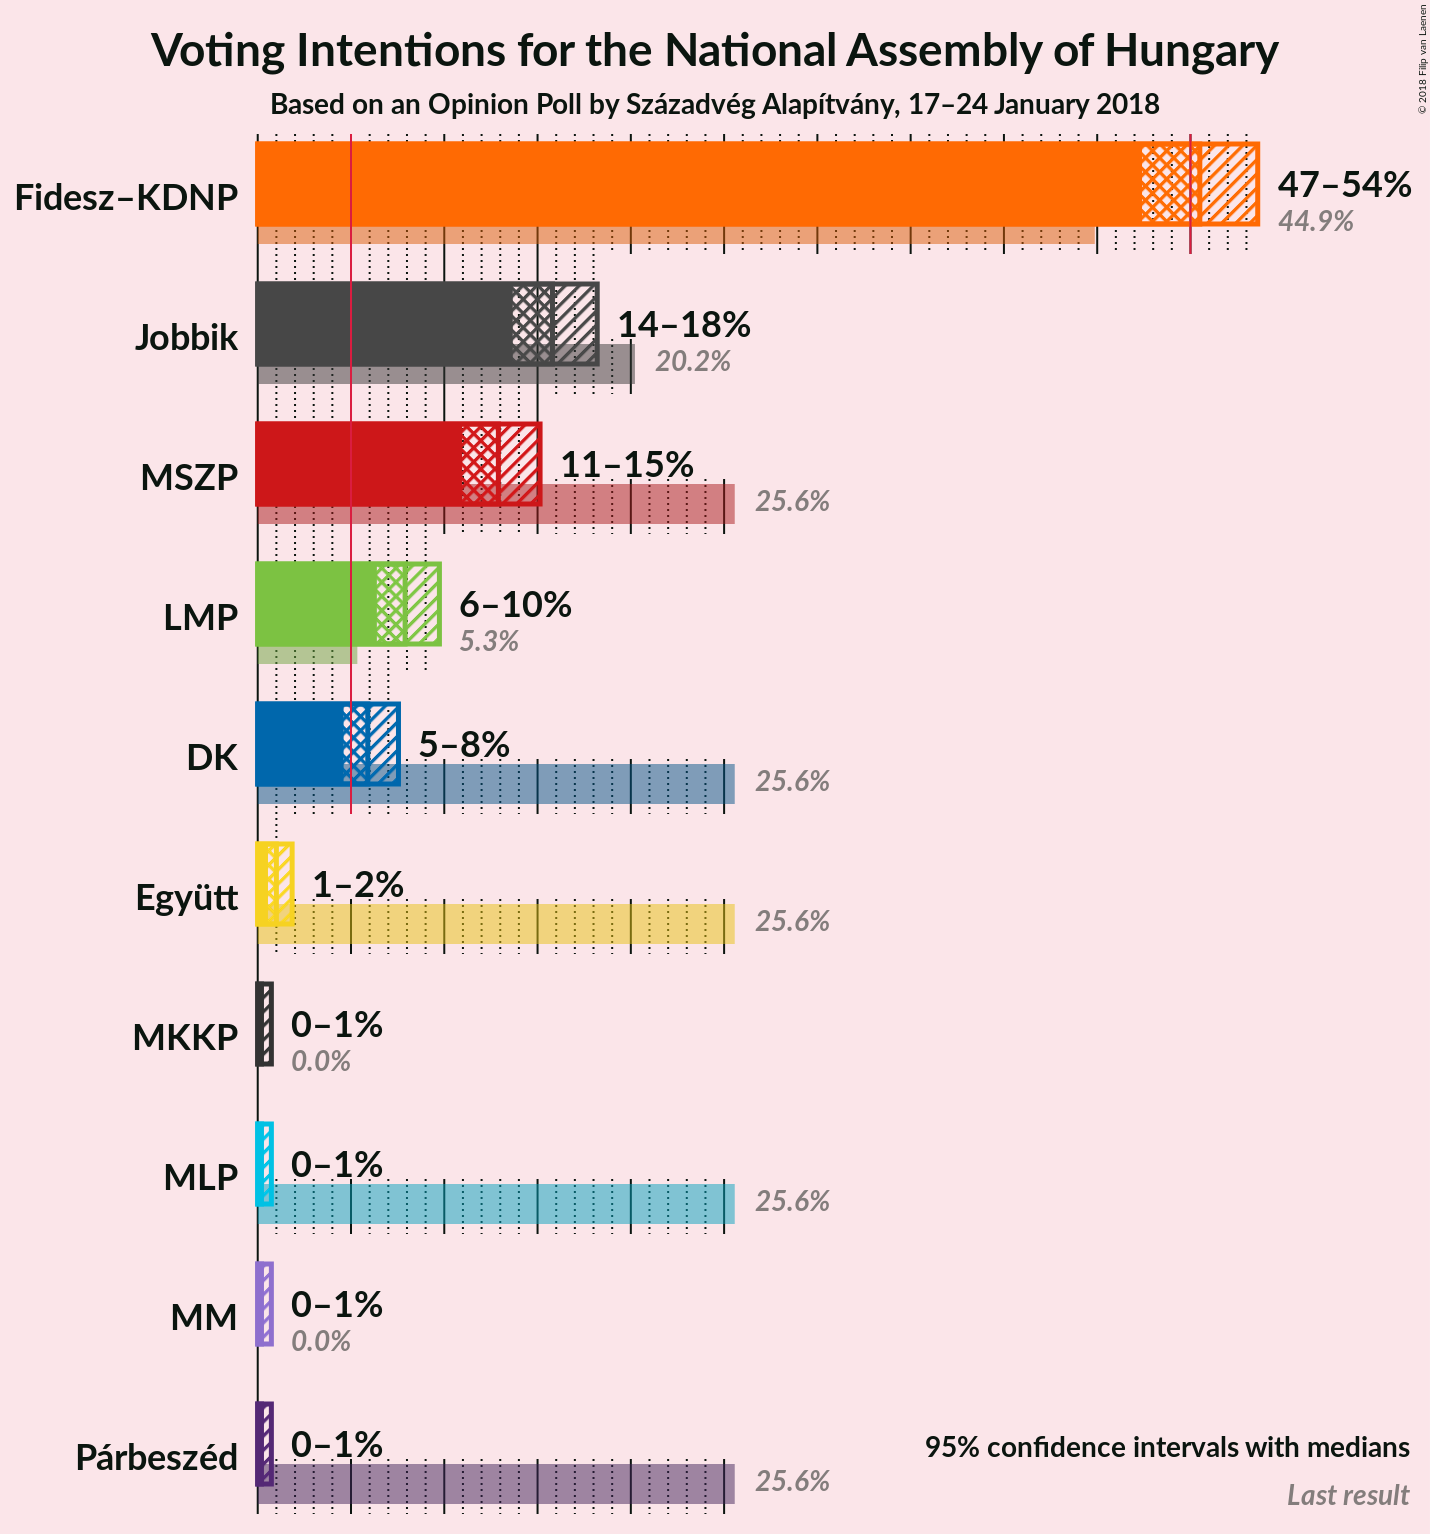 Voting Intentions for the National Assembly of Hungary
Based on an Opinion Poll by Századvég Alapítvány, 17–24 January 2018
© 2018 Filip van Laenen
Fidesz–KDNP
47–54%
44.9%
Jobbik
14–18%
20.2%
MSZP
11–15%
25.6%
LMP
6–10%
5.3%
DK
5–8%
25.6%
Együtt
1–2%
25.6%
MKKP
0–1%
0.0%
MLP
0–1%
25.6%
MM
0–1%
0.0%
Párbeszéd
0–1%
25.6%
95% confidence intervals with medians
Last result